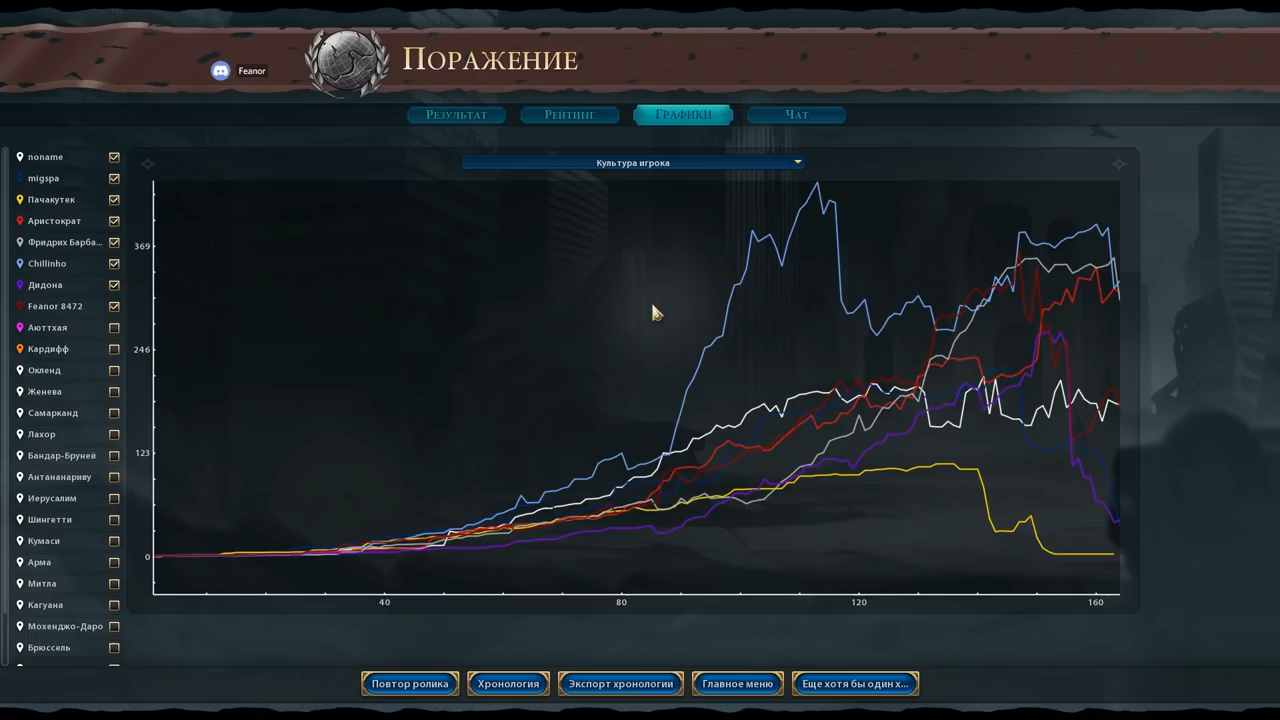 Поражение
Feanor
Результат
Рейтинг
Графики
Чат
Культура игрока
noname
migspa
Пачакутек
Аристократ
Фридрих Барба...
Chillinho
Дидона
Feanor 8472
Аюттхая
Кардифф
Окленд
Женева
Самарканд
Лахор
Бандар-Бруней
Антананариву
Иерусалим
Шингетти
Кумаси
Арма
Митла
Кагуана
Мохенджо-Даро
Брюссель
369
246
123
0
40
80
120
160
Повтор ролика
Хронология
Экспорт хронологии
Главное меню
Еще хотя бы один х...